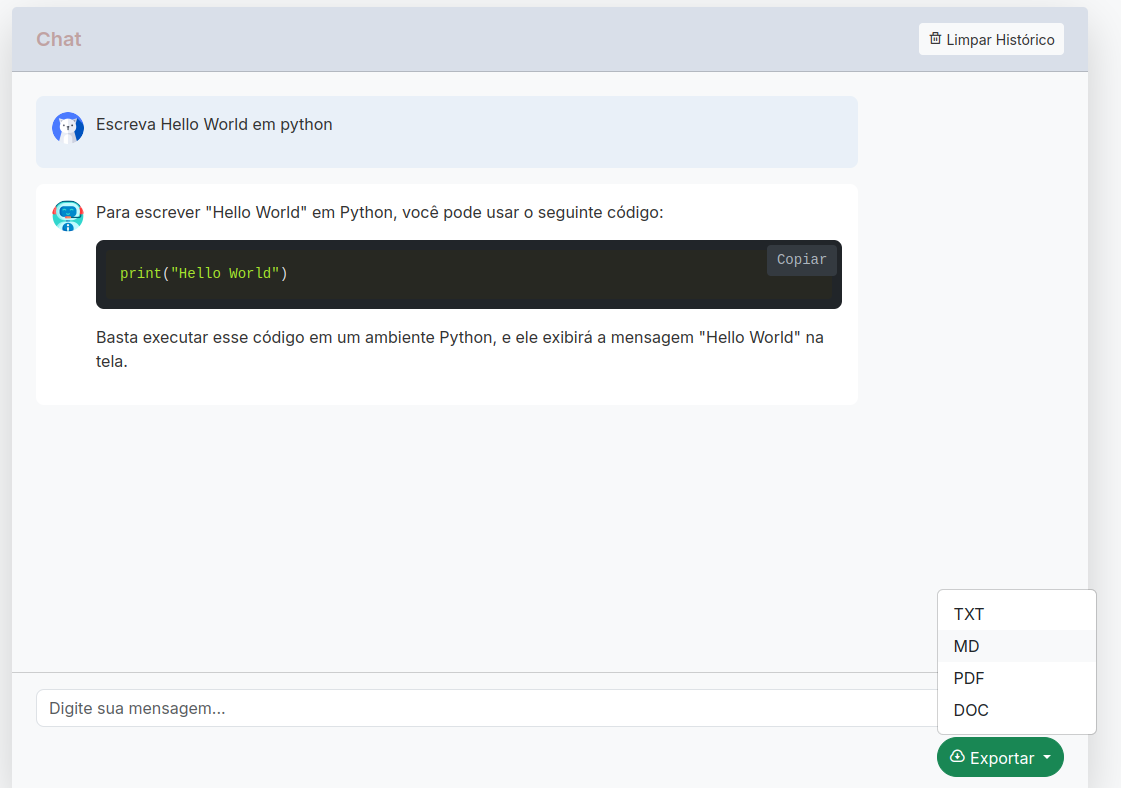 Chat
Limpar Histórico
Escreva Hello World em python
Para escrever "Hello World" em Python, você pode usar o seguinte código:
Copiar
print("Hello World")
Basta executar esse código em um ambiente Python, e ele exibirá a mensagem "Hello World" na
tela.
TXT
MD
PDF
DOC
Digite sua mensagem...
Exportar